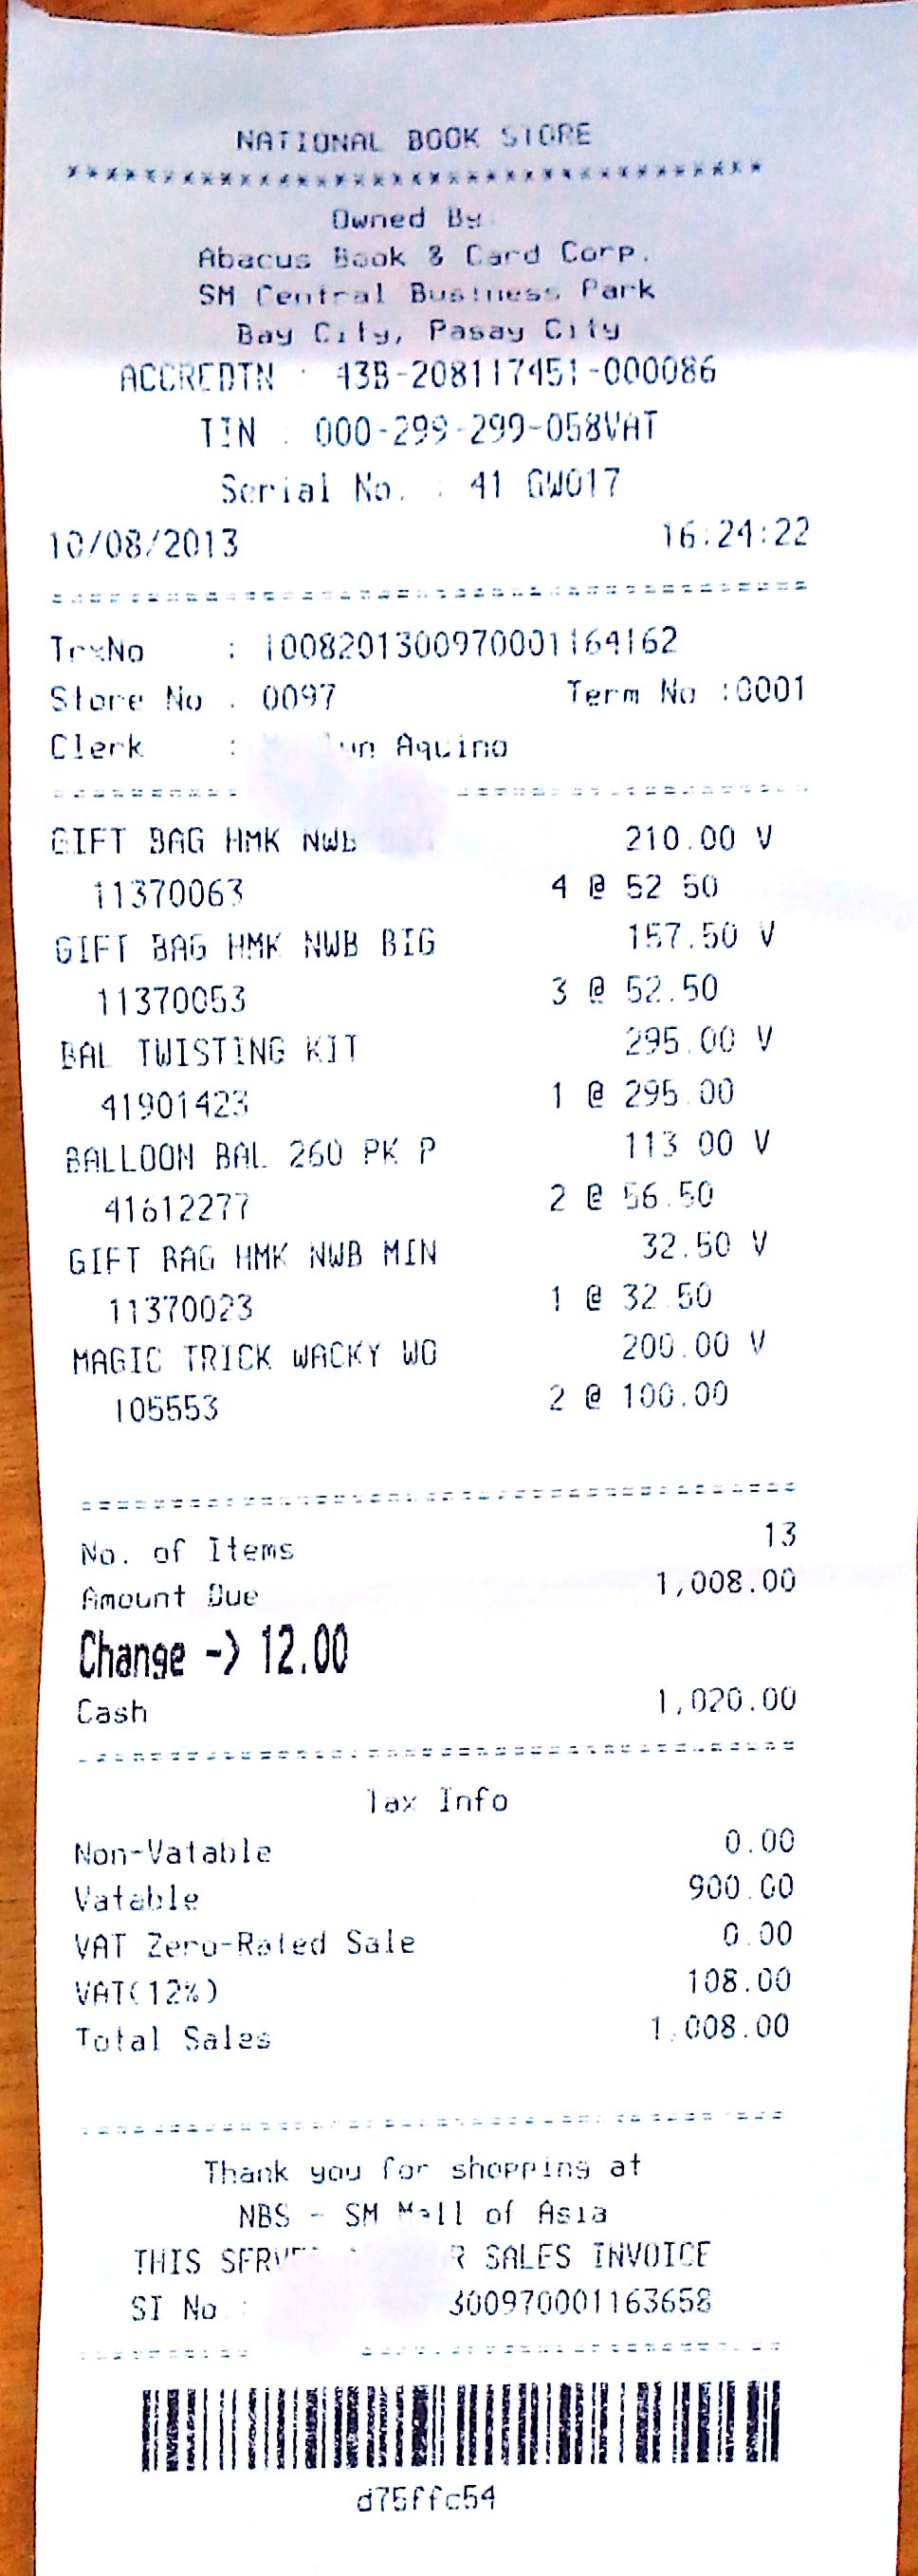 NATIONAL BOOK STORE
*************************************
Owned By
Abacus Book & Card Corp.
SM Central Business Park
Bay City, Pasay City
ACCREDTN : 43B-208117451-000086
TIN : 000-299-299-058VAT
Serial No. : 41 GW017
10/08/2013 16:24:22
TrxNo : 1008201300970001164162
Store No : 0097 Term No :0001
Clerk : Aquino
GIFT BAG HMK NWB 210.00 V
11370063 4 @ 52.50
GIFT BAG HMK NWB BIG 157.50 V
11370053 3 @ 52.50
BAL TWISTING KIT 295.00 V
41901423 1 @ 295.00
BALLOON BAL 260 PK P 113.00 V
41612277 2 @ 56.50
GIFT BAG HMK NWB MIN 32.50 V
11370023 1 @ 32.50
MAGIC TRICK WACKY WO 200.00 V
105553 2 @ 100.00
No. of Items 13
Amount Due 1,008.00
Change -> 12.00
Cash 1,020.00
Tax Info
Non-Vatable 0.00
Vatable 900.00
VAT Zero-Rated Sale 0.00
VAT(12%) 108.00
Total Sales 1,008.00
Thank you for shopping at
NBS - SM Mall of Asia
THIS SERVES SALES INVOICE
SI No : 300970001163658
d75ffc54